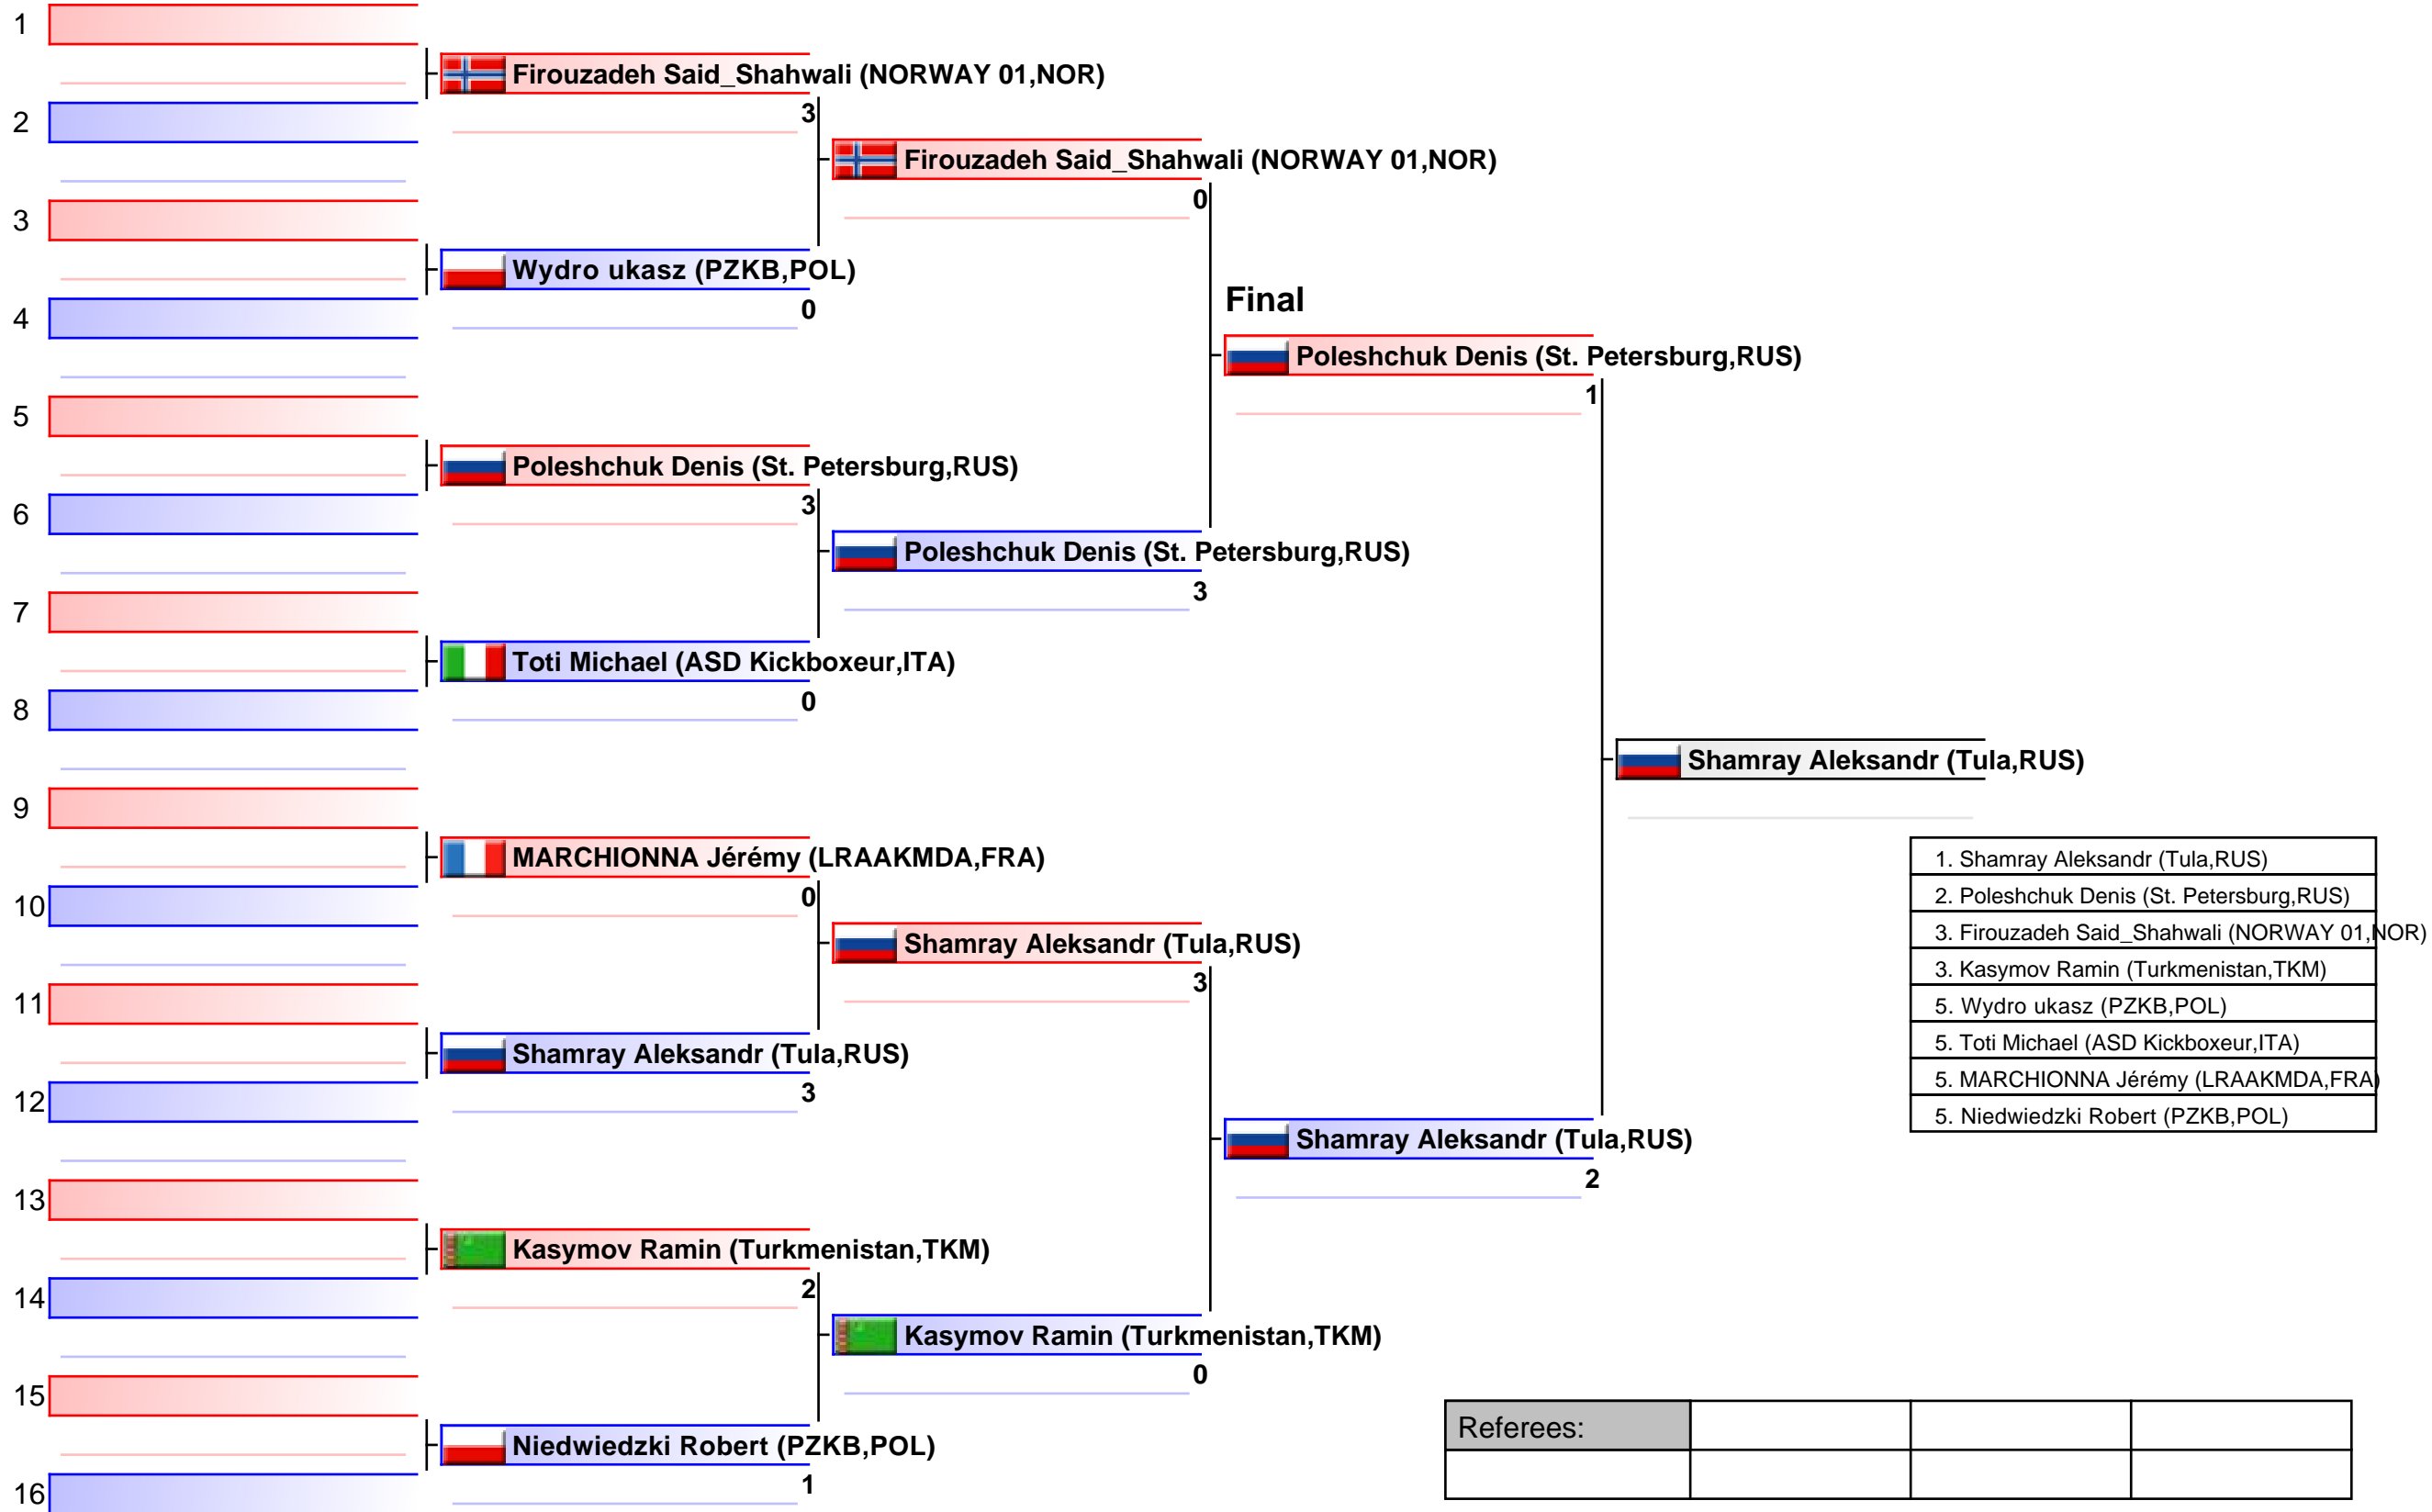 1
Firouzadeh Said_Shahwali (NORWAY 01,NOR)
3
2
Firouzadeh Said_Shahwali (NORWAY 01,NOR)
0
3
Wydro ukasz (PZKB,POL)
0
4
Final
Poleshchuk Denis (St. Petersburg,RUS)
1
5
Poleshchuk Denis (St. Petersburg,RUS)
3
6
Poleshchuk Denis (St. Petersburg,RUS)
3
7
Toti Michael (ASD Kickboxeur,ITA)
0
8
Shamray Aleksandr (Tula,RUS)
9
MARCHIONNA Jérémy (LRAAKMDA,FRA)
0
10
Shamray Aleksandr (Tula,RUS)
3
11
Shamray Aleksandr (Tula,RUS)
3
12
Shamray Aleksandr (Tula,RUS)
2
13
Kasymov Ramin (Turkmenistan,TKM)
2
14
Kasymov Ramin (Turkmenistan,TKM)
0
15
Niedwiedzki Robert (PZKB,POL)
1
16
1. Shamray Aleksandr (Tula,RUS)
2. Poleshchuk Denis (St. Petersburg,RUS)
3. Firouzadeh Said_Shahwali (NORWAY 01,NOR)
3. Kasymov Ramin (Turkmenistan,TKM)
5. Wydro ukasz (PZKB,POL)
5. Toti Michael (ASD Kickboxeur,ITA)
5. MARCHIONNA Jérémy (LRAAKMDA,FRA)
5. Niedwiedzki Robert (PZKB,POL)
Referees: